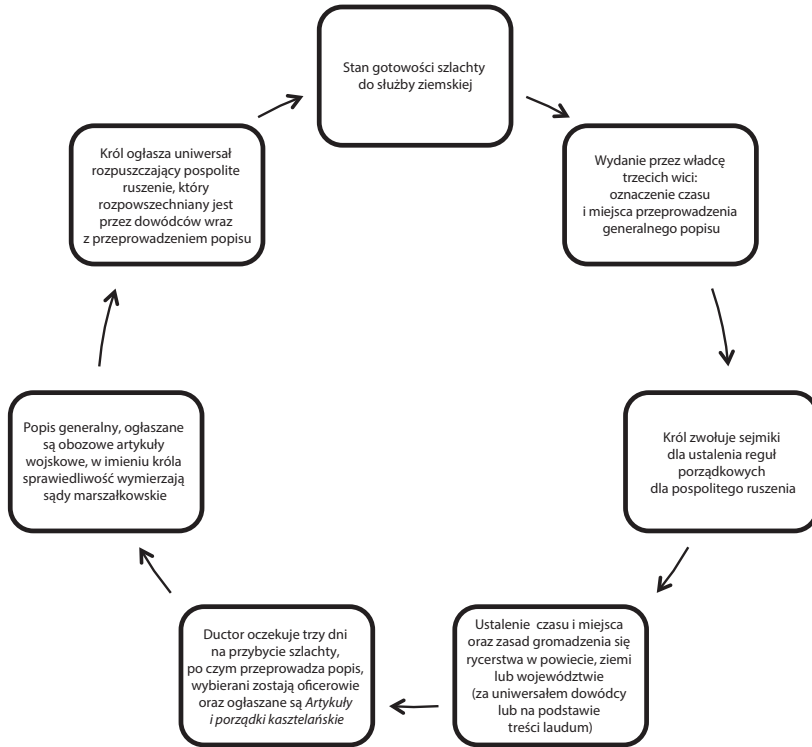 Stan gotowości szlachty
do służby ziemskiej
Wydanie przez władcę
trzecich wici:
oznaczenie czasu
i miejsca przeprowadzenia
generalnego popisu
Król zwołuje sejmiki
dla ustalenia reguł
porządkowych
dla pospolitego ruszenia
Ustalenie czasu i miejsca
oraz zasad gromadzenia się
rycerstwa w powiecie, ziemi
lub województwie
(za uniwersałem dowódcy
lub na podstawie
treści laudum)
Ductor oczekuje trzy dni
na przybycie szlachty,
po czym przeprowadza popis,
wybierani zostają oficerowie
oraz ogłaszane są Artykuły
i porządki kasztelańskie
Popis generalny, ogłaszane
są obozowe artykuły
wojskowe, w imieniu króla
sprawiedliwość wymierzają
sądy marszałkowskie
Król ogłasza uniwersał
rozpuszczający pospolite
ruszenie, który
rozpowszechniany jest
przez dowódców wraz
z przeprowadzeniem popisu